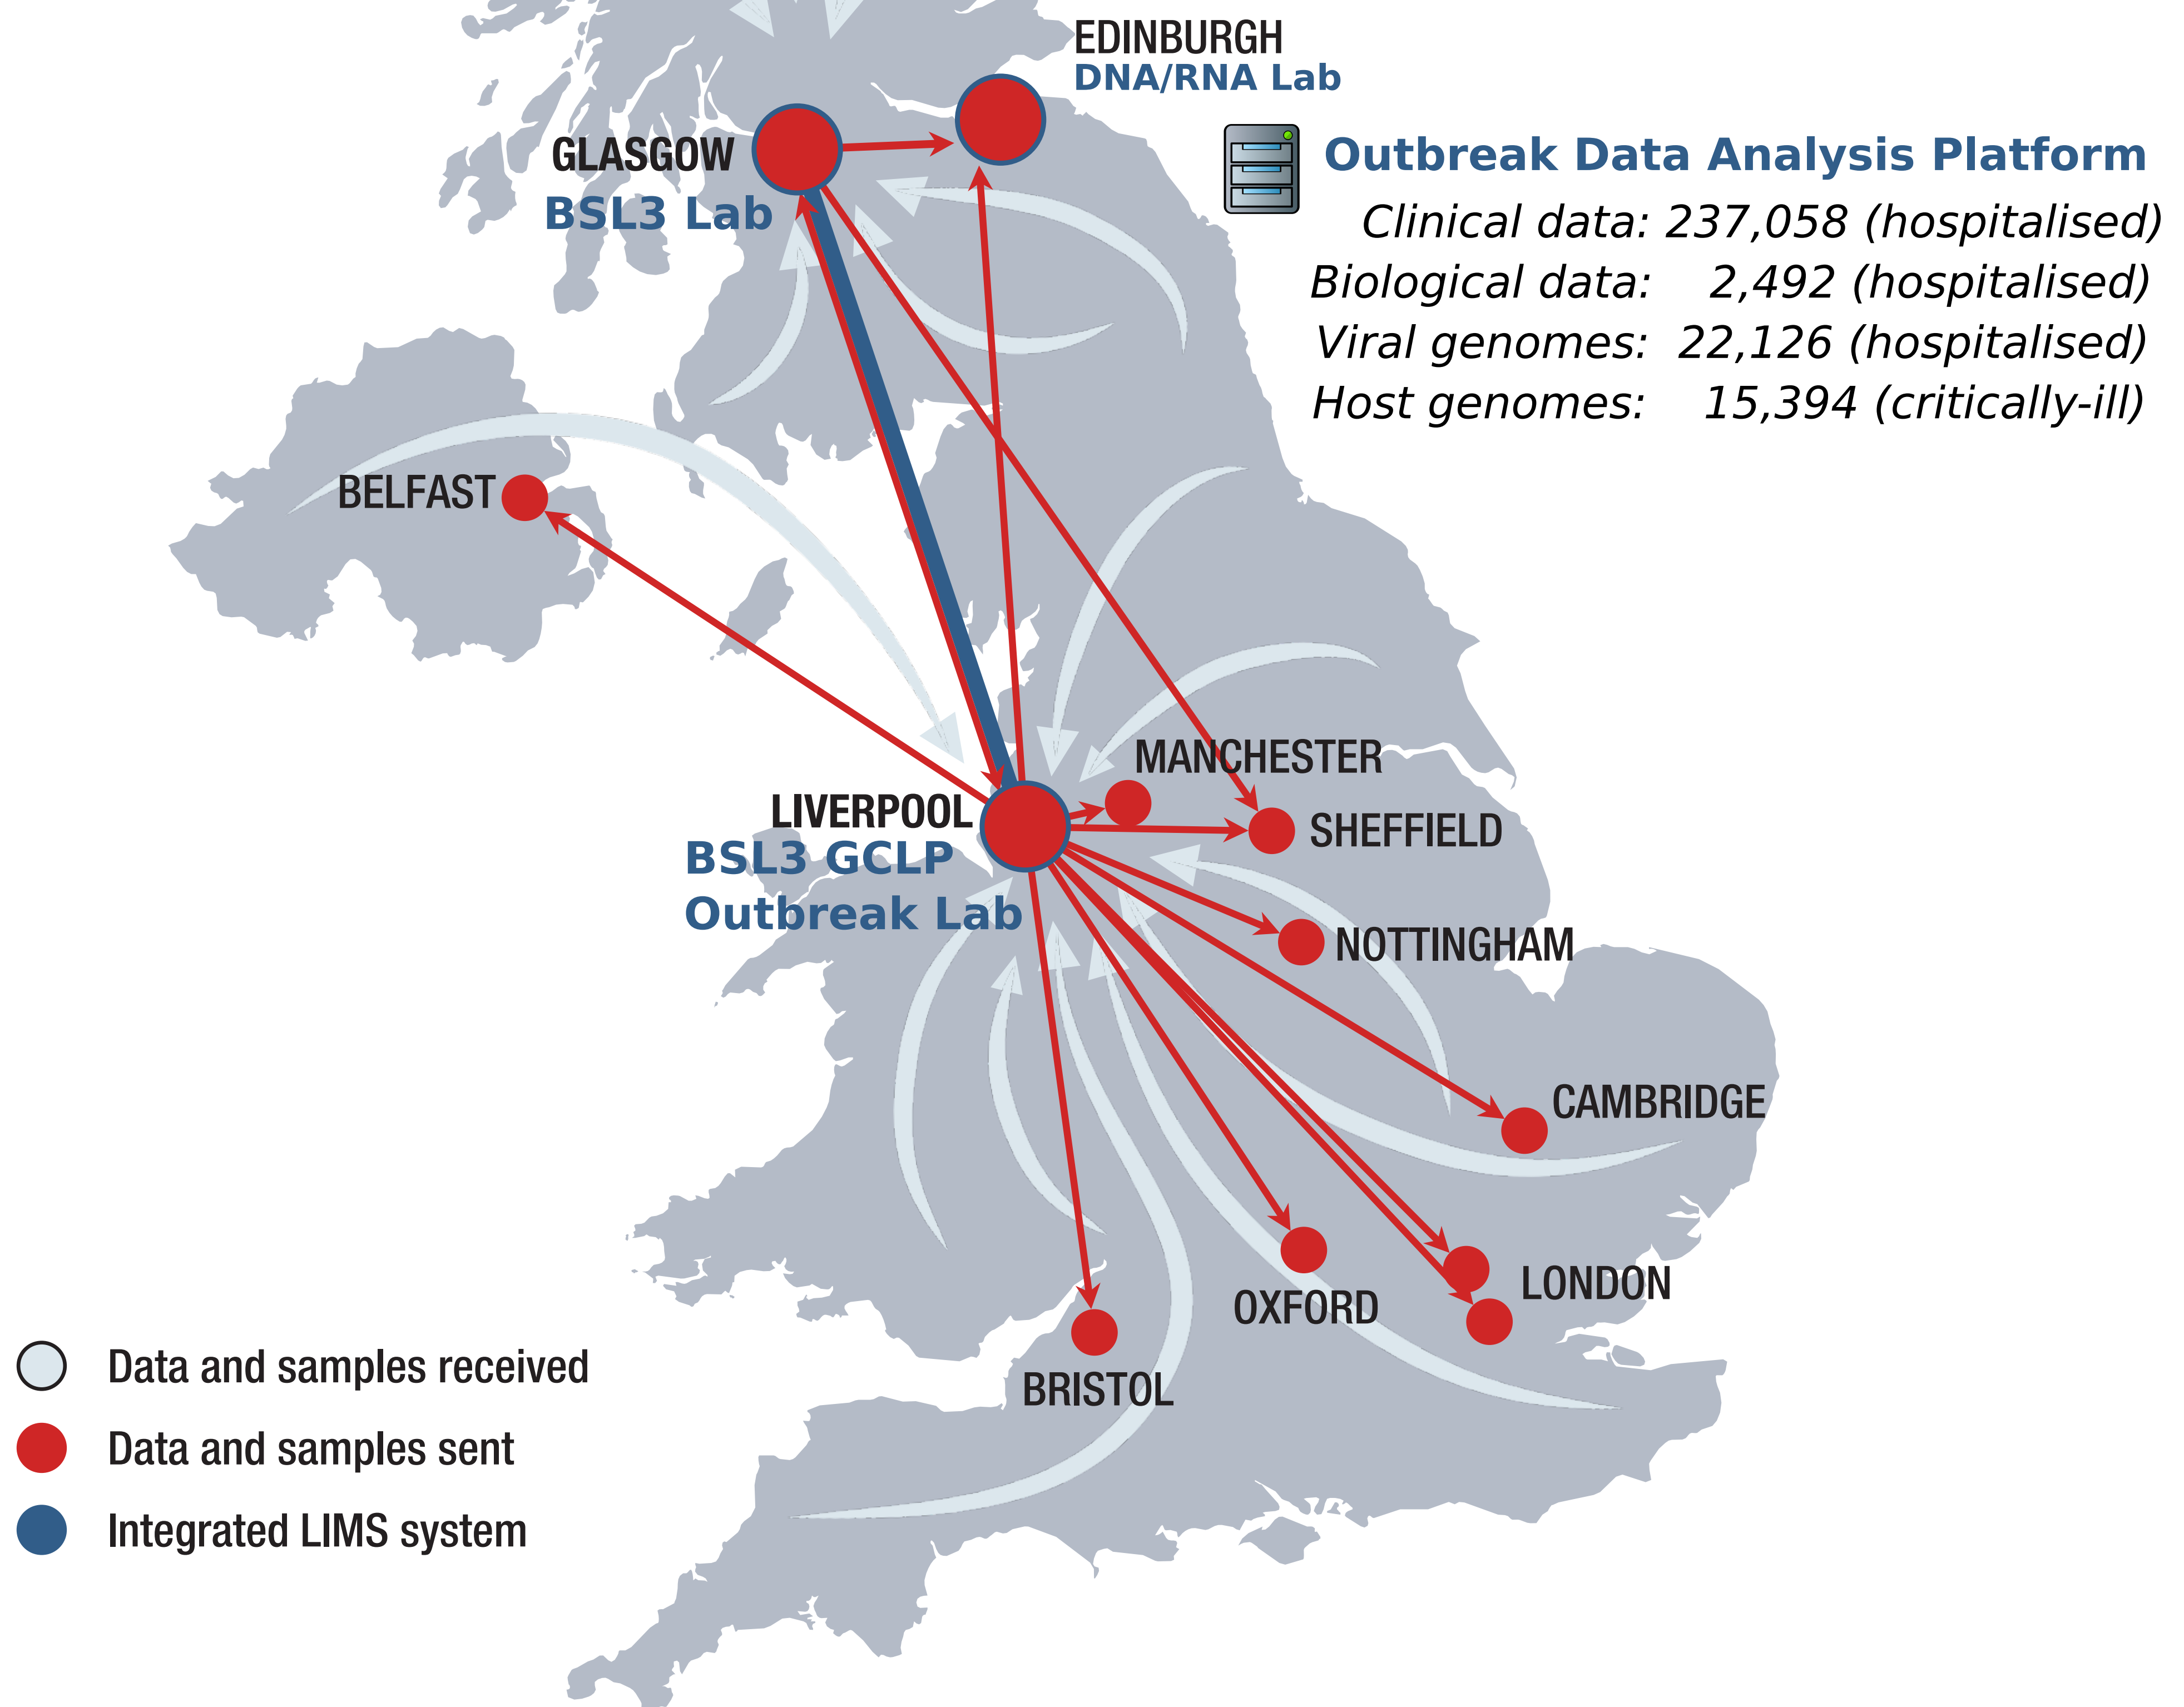 EDINBURGH
DNA/RNA Lab
GLASGOW
BSL3 Lab
Outbreak Data Analysis Platform
Clinical data: 237,058 (hospitalised)
Biological data: 2,492 (hospitalised)
Viral genomes: 22,126 (hospitalised)
Host genomes: 15,394 (critically-ill)
BELFAST
MANCHESTER
LIVERPOOL
BSL3 GCLP
Outbreak Lab
SHEFFIELD
NOTTINGHAM
CAMBRIDGE
LONDON
OXFORD
BRISTOL
Data and samples received
Data and samples sent
Integrated LIMS system